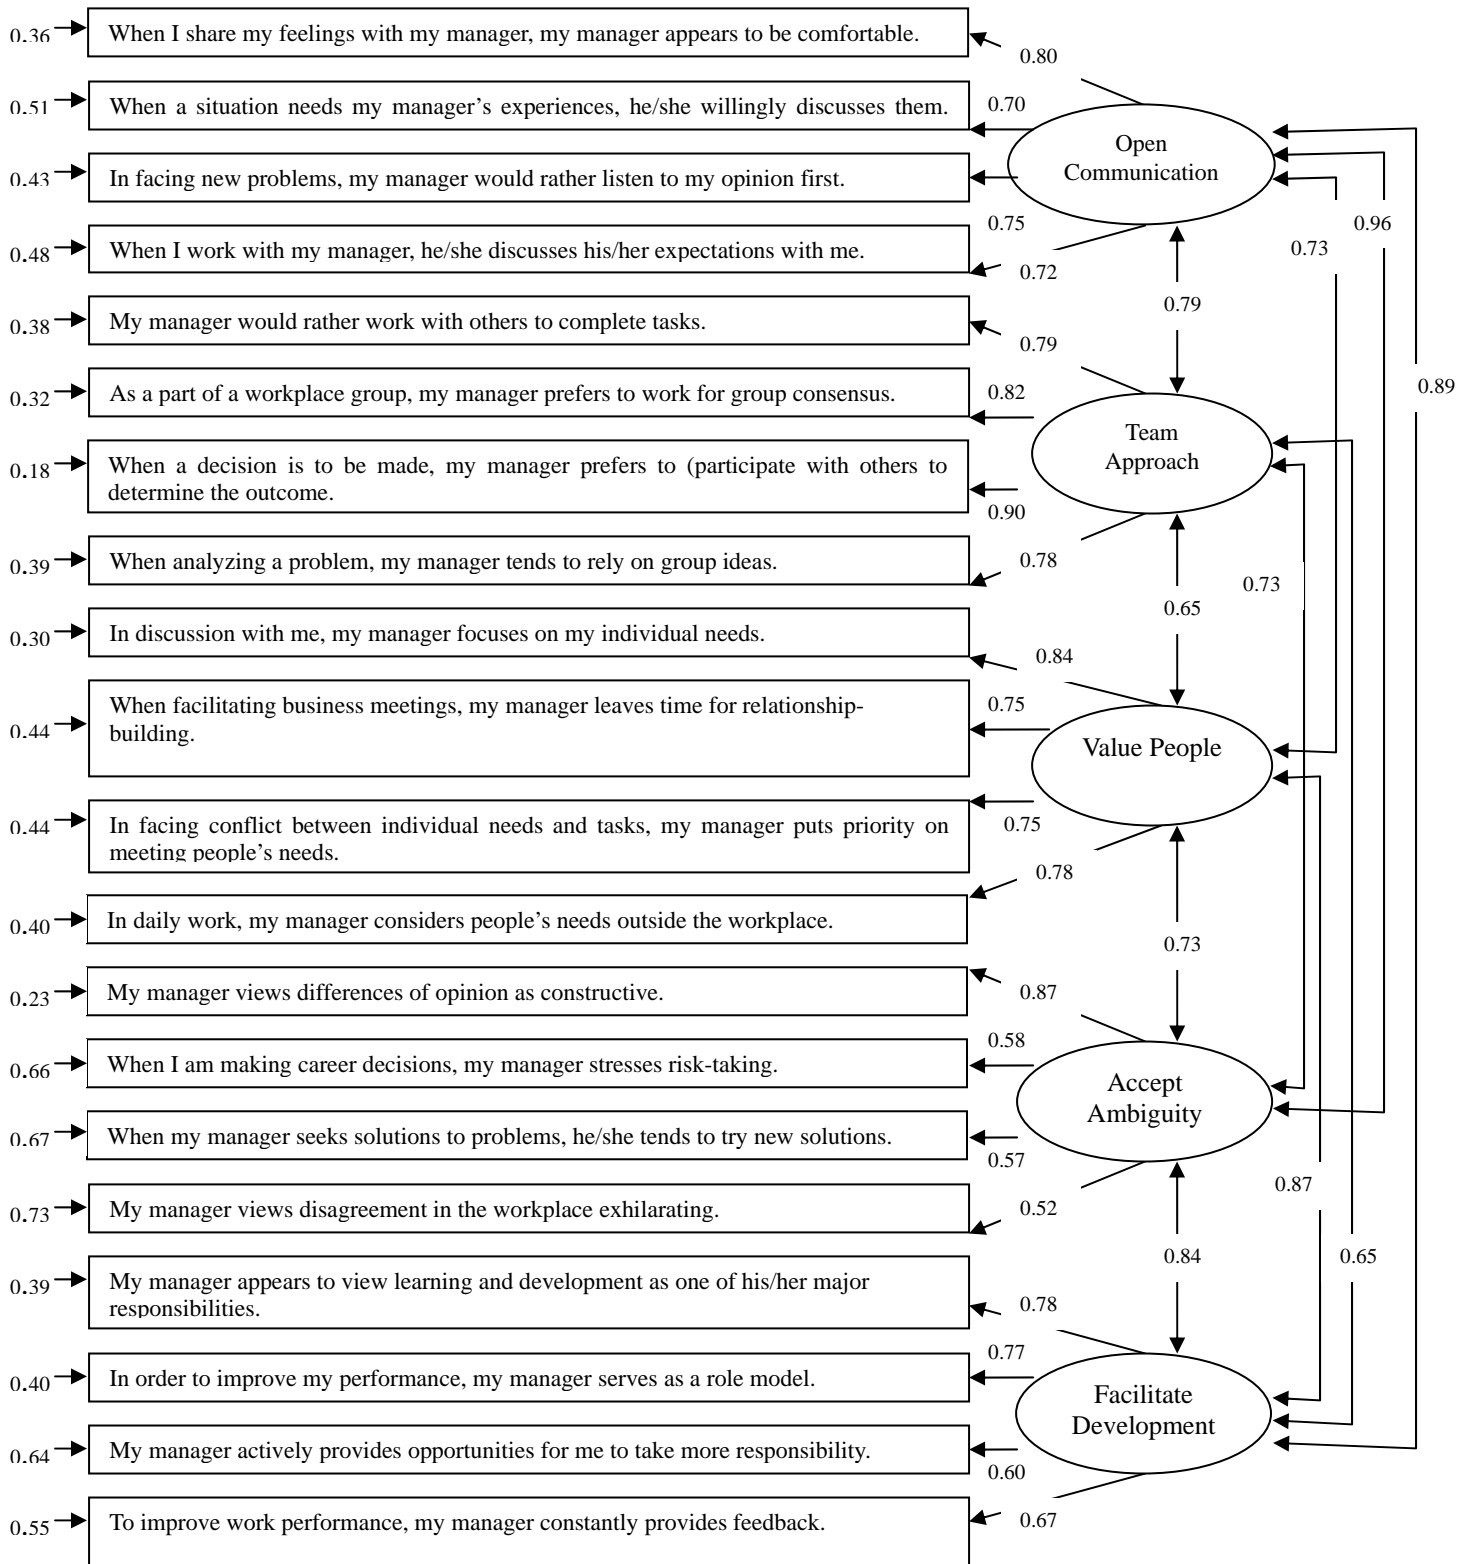 0.36
When I share my feelings with my manager, my manager appears to be comfortable.
0.80
0.51
When a situation needs my manager’s experiences, he/she willingly discusses them.
0.70
Open
Communication
0.43
In facing new problems, my manager would rather listen to my opinion first.
0.75
0.96
0.48
When I work with my manager, he/she discusses his/her expectations with me.
0.72
0.73
0.79
0.38
My manager would rather work with others to complete tasks.
0.79
0.89
0.32
As a part of a workplace group, my manager prefers to work for group consensus.
0.82
Team
Approach
0.18
When a decision is to be made, my manager prefers to (participate with others to
determine the outcome.
0.90
0.39
When analyzing a problem, my manager tends to rely on group ideas.
0.78
0.73
0.65
0.30
In discussion with me, my manager focuses on my individual needs.
0.84
0.44
When facilitating business meetings, my manager leaves time for relationship-
building.
0.75
Value People
0.44
In facing conflict between individual needs and tasks, my manager puts priority on
meeting people’s needs.
0.75
0.78
0.40
In daily work, my manager considers people’s needs outside the workplace.
0.73
0.23
My manager views differences of opinion as constructive.
0.87
0.66
When I am making career decisions, my manager stresses risk-taking.
0.58
Accept
Ambiguity
0.67
When my manager seeks solutions to problems, he/she tends to try new solutions.
0.57
0.87
0.73
My manager views disagreement in the workplace exhilarating.
0.52
0.84
0.65
0.39
My manager appears to view learning and development as one of his/her major
responsibilities.
0.78
0.40
In order to improve my performance, my manager serves as a role model.
0.77
Facilitate
Development
0.64
My manager actively provides opportunities for me to take more responsibility.
0.60
0.55
To improve work performance, my manager constantly provides feedback.
0.67